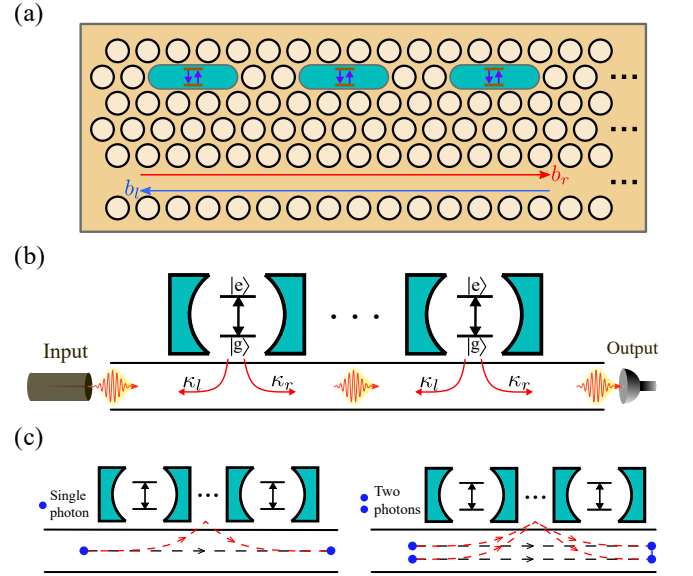 (a)
...
...
b_r
b_l
...
(b)
|e⟩
|e⟩
. . .
|g⟩
|g⟩
Input
Output
κ_l
κ_r
κ_l
κ_r
(c)
Single
photon
...
Two
photons
...